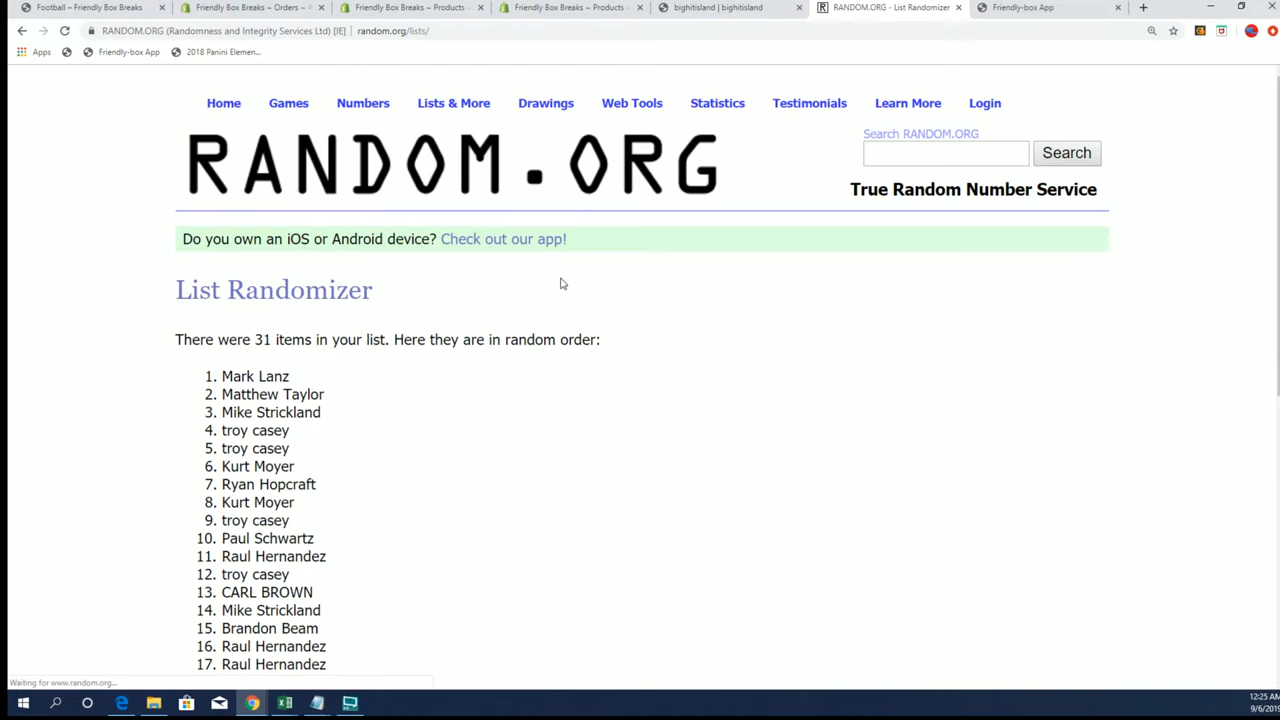 Football ~ Friendly Box Breaks
Friendly Box Breaks ~ Orders ~
Friendly Box Breaks ~ Products ~
Friendly Box Breaks ~ Products ~
bighitisland | bighitisland
RANDOM.ORG - List Randomizer
Friendly-box App
RANDOM.ORG (Randomness and Integrity Services Ltd) [IE] | random.org/lists/
Apps
Friendly-box App
2018 Panini Elemen...
Home
Games
Numbers
Lists & More
Drawings
Web Tools
Statistics
Testimonials
Learn More
Login
RANDOM.ORG
Search RANDOM.ORG
Search
True Random Number Service
Do you own an iOS or Android device? Check out our app!
List Randomizer
There were 31 items in your list. Here they are in random order:
1. Mark Lanz
2. Matthew Taylor
3. Mike Strickland
4. troy casey
5. troy casey
6. Kurt Moyer
7. Ryan Hopcraft
8. Kurt Moyer
9. troy casey
10. Paul Schwartz
11. Raul Hernandez
12. troy casey
13. CARL BROWN
14. Mike Strickland
15. Brandon Beam
16. Raul Hernandez
17. Raul Hernandez
Waiting for www.random.org...
12:25 AM